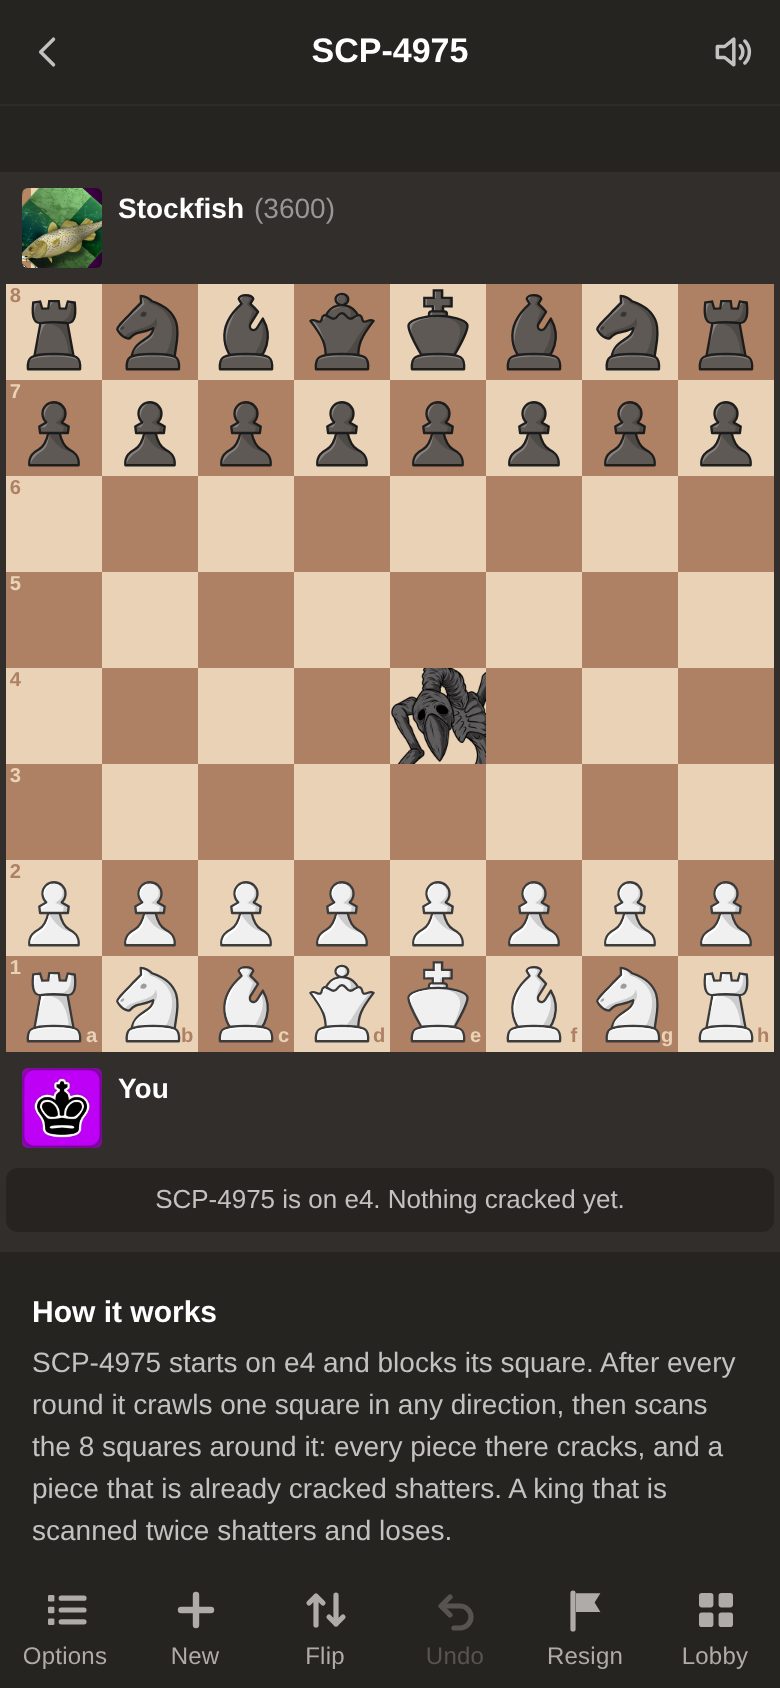 SCP-4975
Stockfish (3600)
8
7
6
5
4
3
2
1
a b c d e f g h
You
SCP-4975 is on e4. Nothing cracked yet.
How it works
SCP-4975 starts on e4 and blocks its square. After every
round it crawls one square in any direction, then scans
the 8 squares around it: every piece there cracks, and a
piece that is already cracked shatters. A king that is
scanned twice shatters and loses.
Options New Flip Undo Resign Lobby